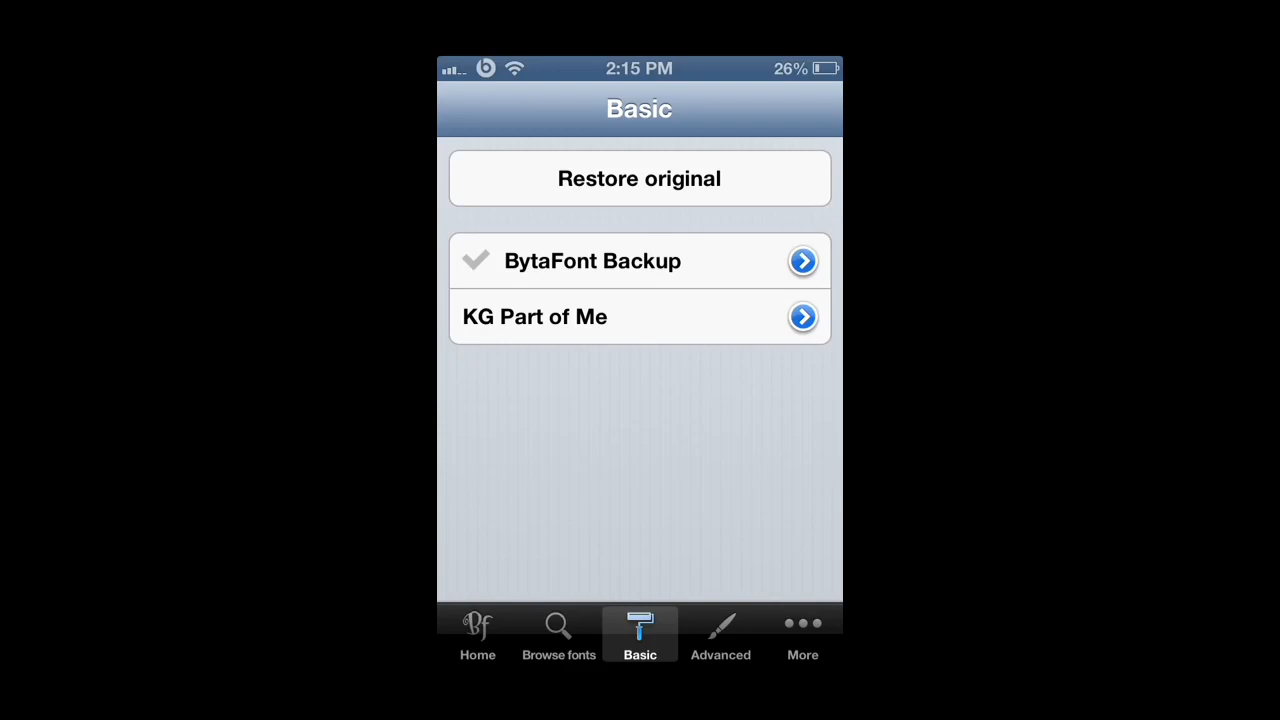 2:15 PM 26%
Basic
Restore original
BytaFont Backup
KG Part of Me
Bf
Home Browse fonts Basic Advanced More